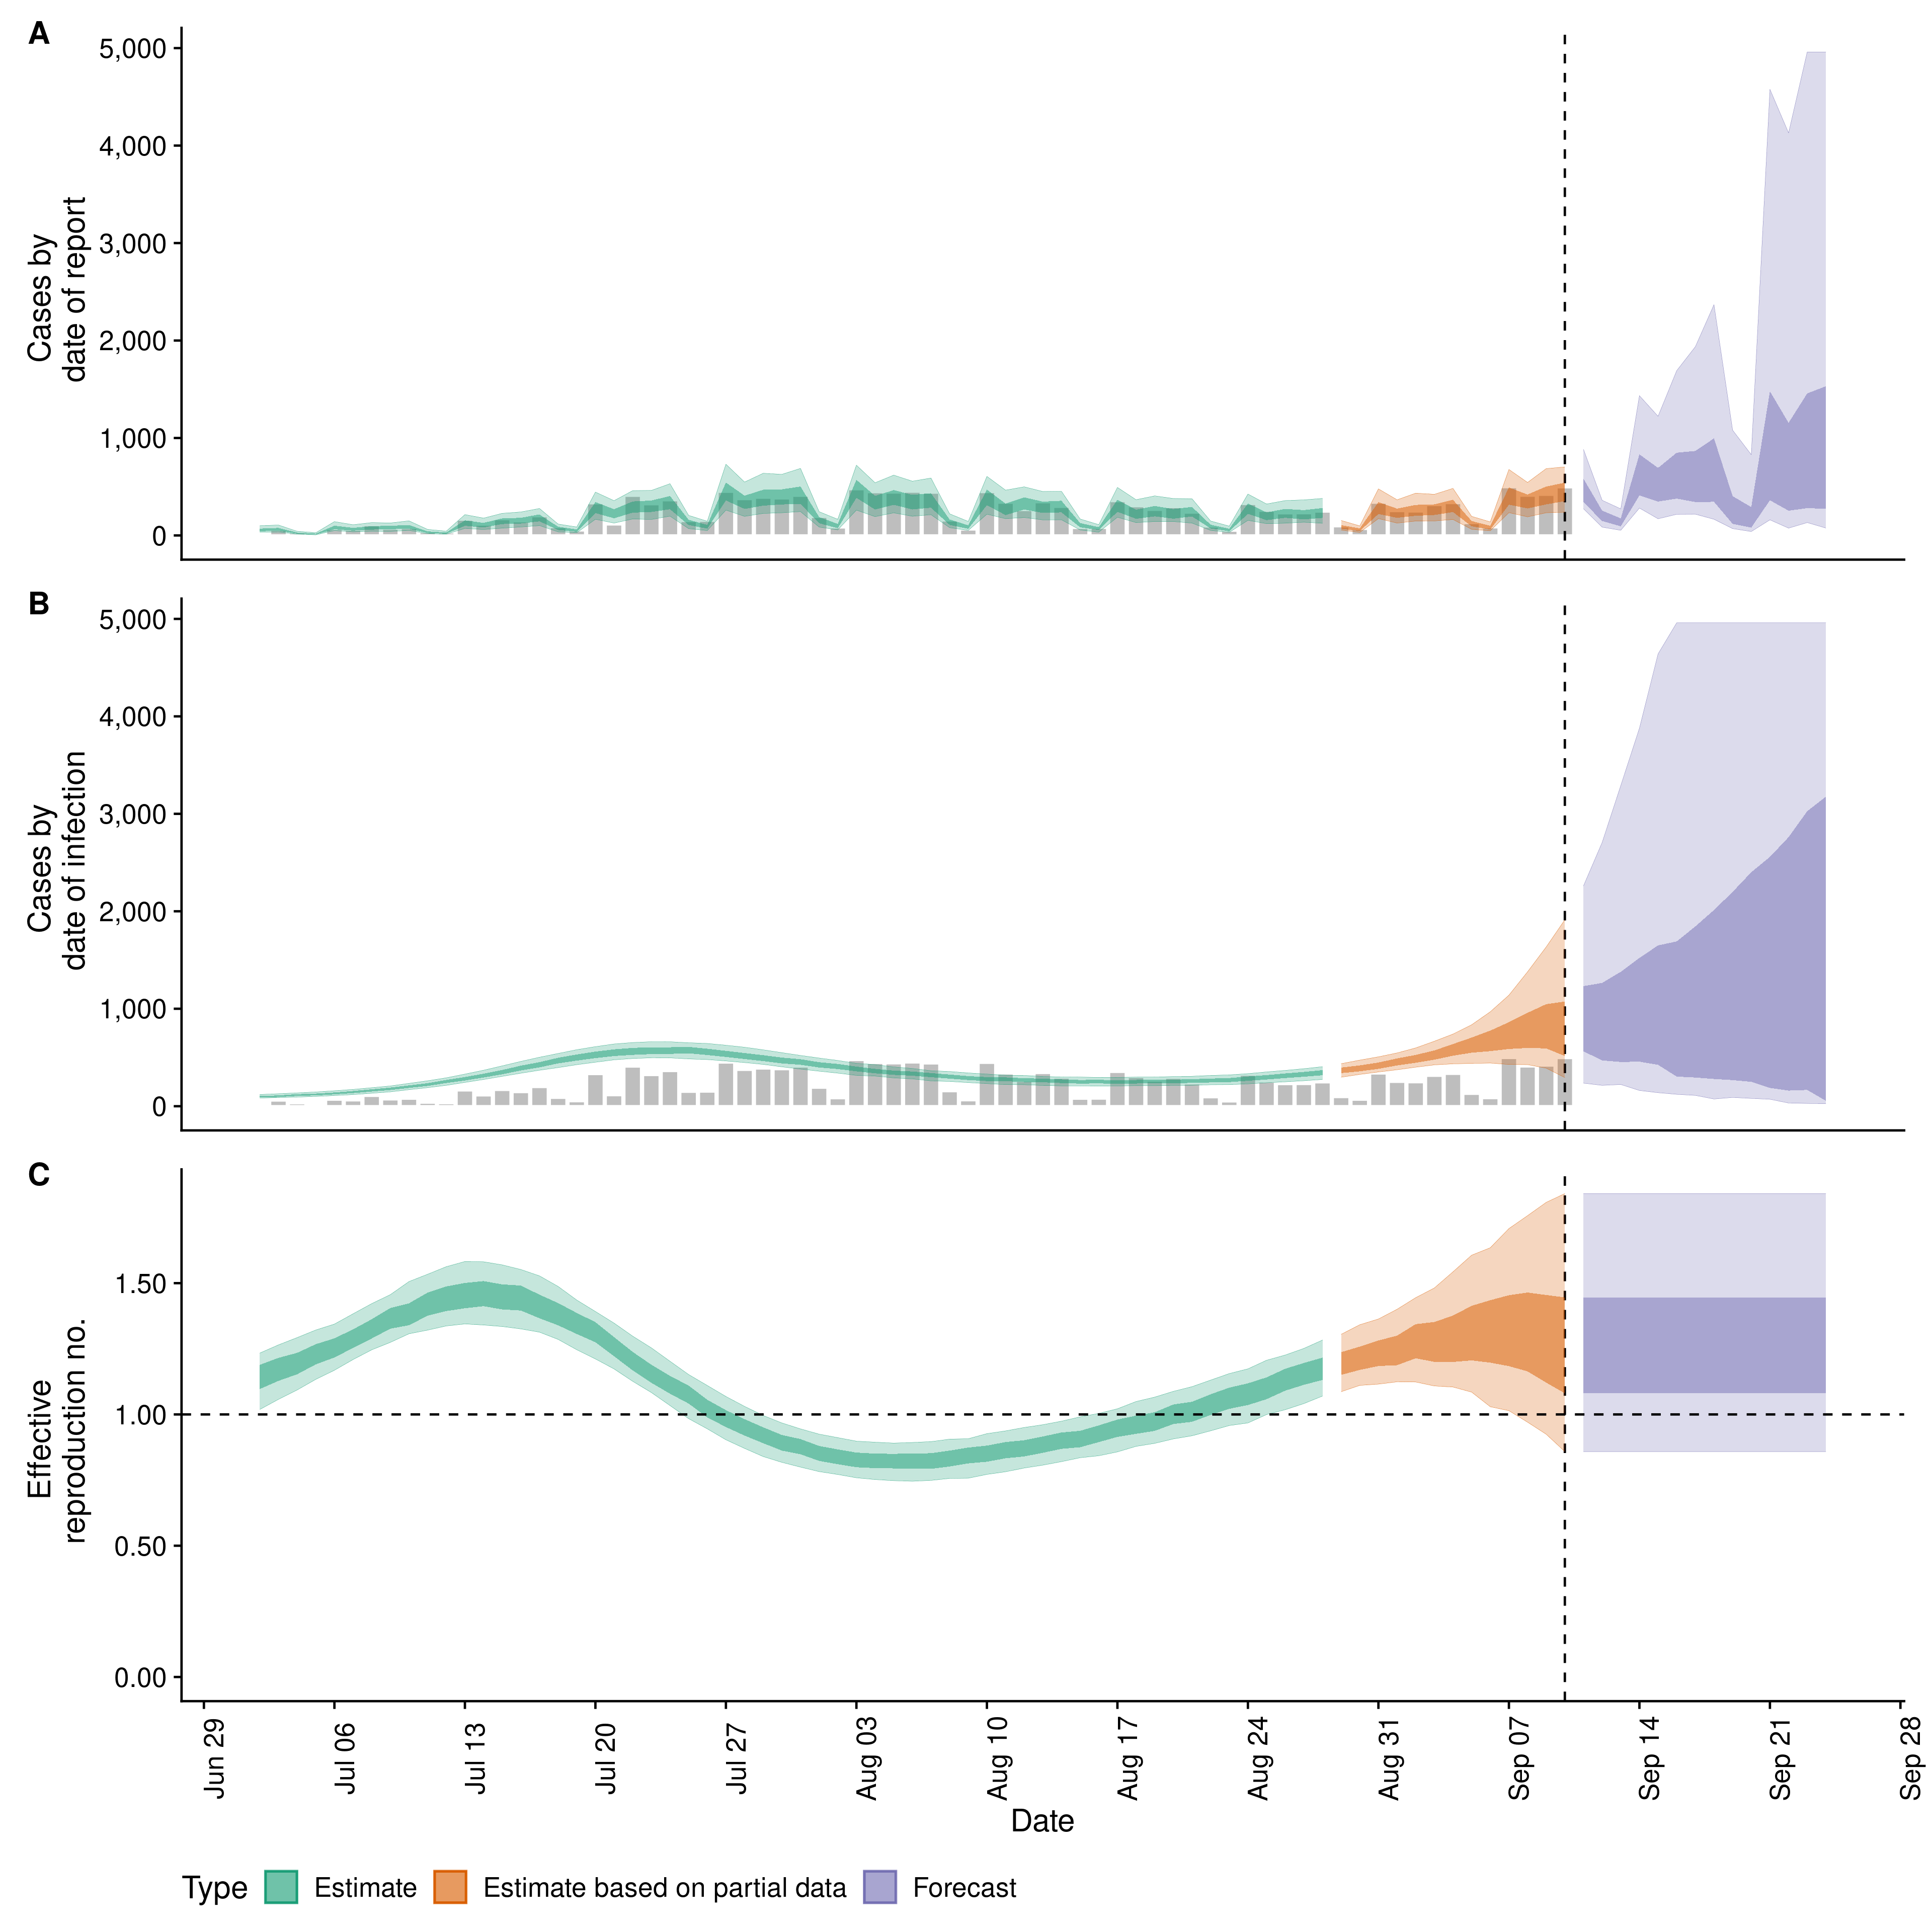 A
5,000
4,000
3,000
2,000
1,000
0
Cases by
date of report
B
5,000
4,000
3,000
2,000
1,000
0
Cases by
date of infection
C
1.50
1.00
0.50
0.00
Effective
reproduction no.
Jun 29
Jul 06
Jul 13
Jul 20
Jul 27
Aug 03
Aug 10
Aug 17
Aug 24
Aug 31
Sep 07
Sep 14
Sep 21
Sep 28
Date
Type Estimate Estimate based on partial data Forecast